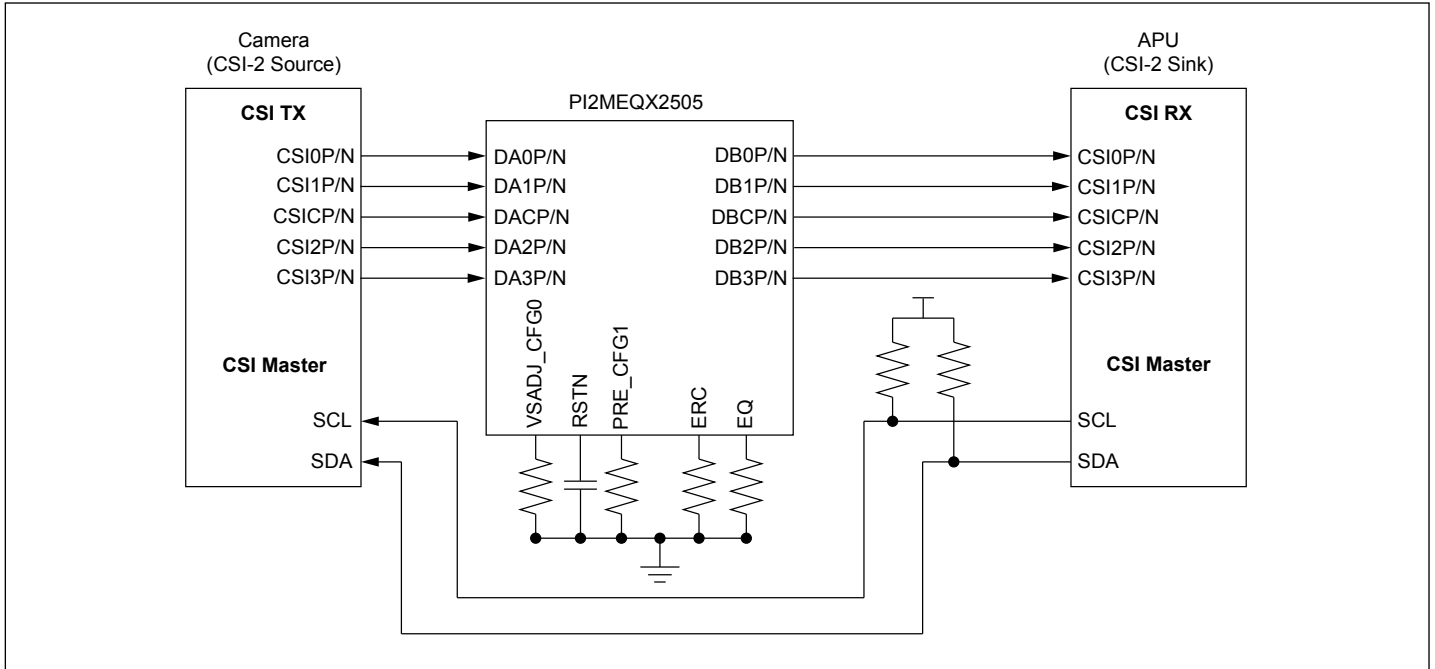 Camera
(CSI-2 Source)
CSI TX
CSI0P/N
CSI1P/N
CSICP/N
CSI2P/N
CSI3P/N
CSI Master
SCL
SDA
PI2MEQX2505
DA0P/N
DA1P/N
DACP/N
DA2P/N
DA3P/N
DB0P/N
DB1P/N
DBCP/N
DB2P/N
DB3P/N
VSADJ_CFG0
RSTN
PRE_CFG1
ERC
EQ
APU
(CSI-2 Sink)
CSI RX
CSI0P/N
CSI1P/N
CSICP/N
CSI2P/N
CSI3P/N
CSI Master
SCL
SDA